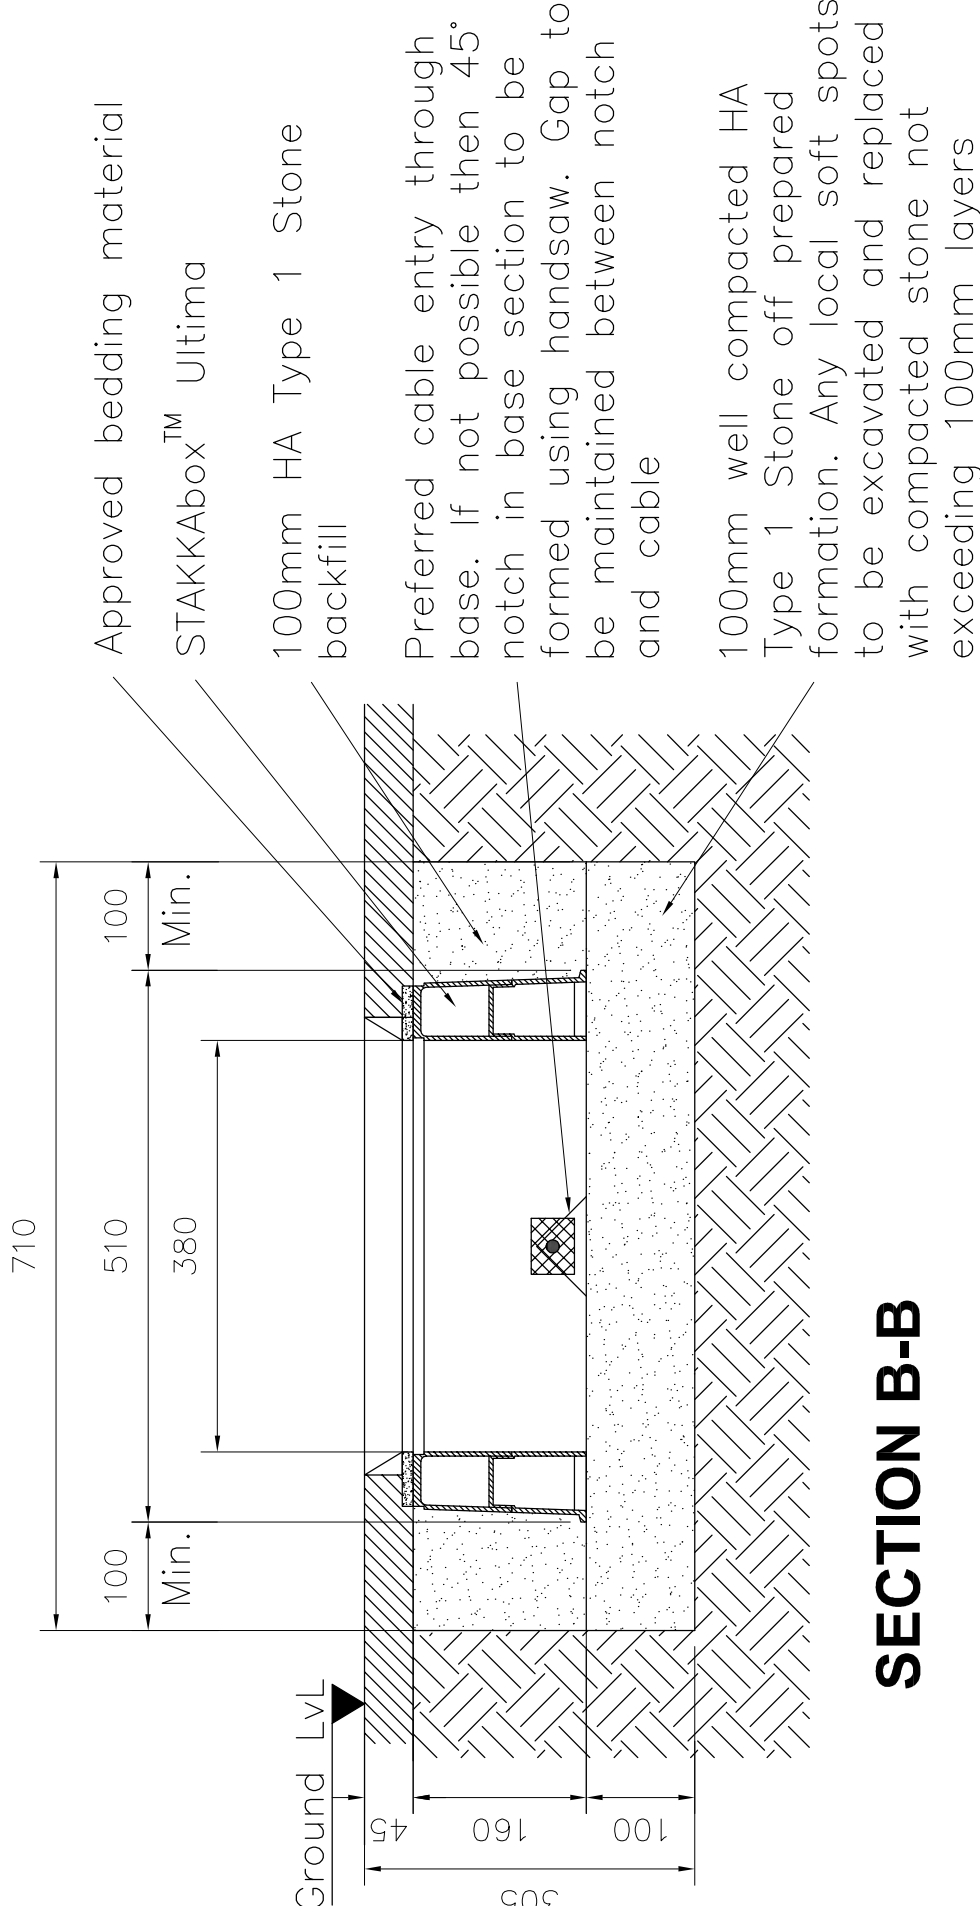 710
100
510
100
Min.
Min.
380
Ground LvL
45
160
100
305
Approved bedding material
STAKKAbox™ Ultima
100mm HA Type 1 Stone
backfill
Preferred cable entry through
base. If not possible then 45°
notch in base section to be
formed using handsaw. Gap to
be maintained between notch
and cable
100mm well compacted HA
Type 1 Stone off prepared
formation. Any local soft spots
to be excavated and replaced
with compacted stone not
exceeding 100mm layers
SECTION B-B